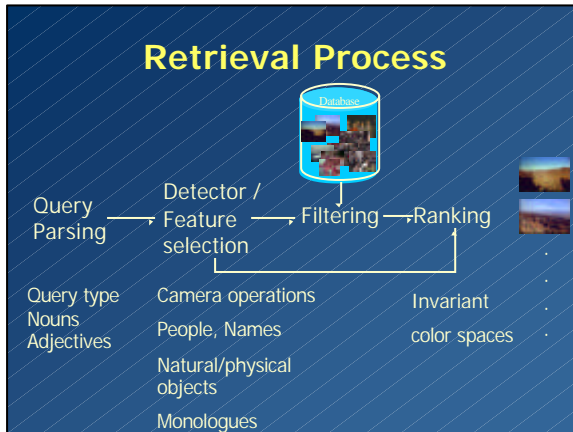 Retrieval Process
Database
Query
Parsing
Detector /
Feature
selection
Filtering
Ranking
Query type
Nouns
Adjectives
Camera operations
People, Names
Natural/physical
objects
Monologues
Invariant
color spaces
.
.
.
.